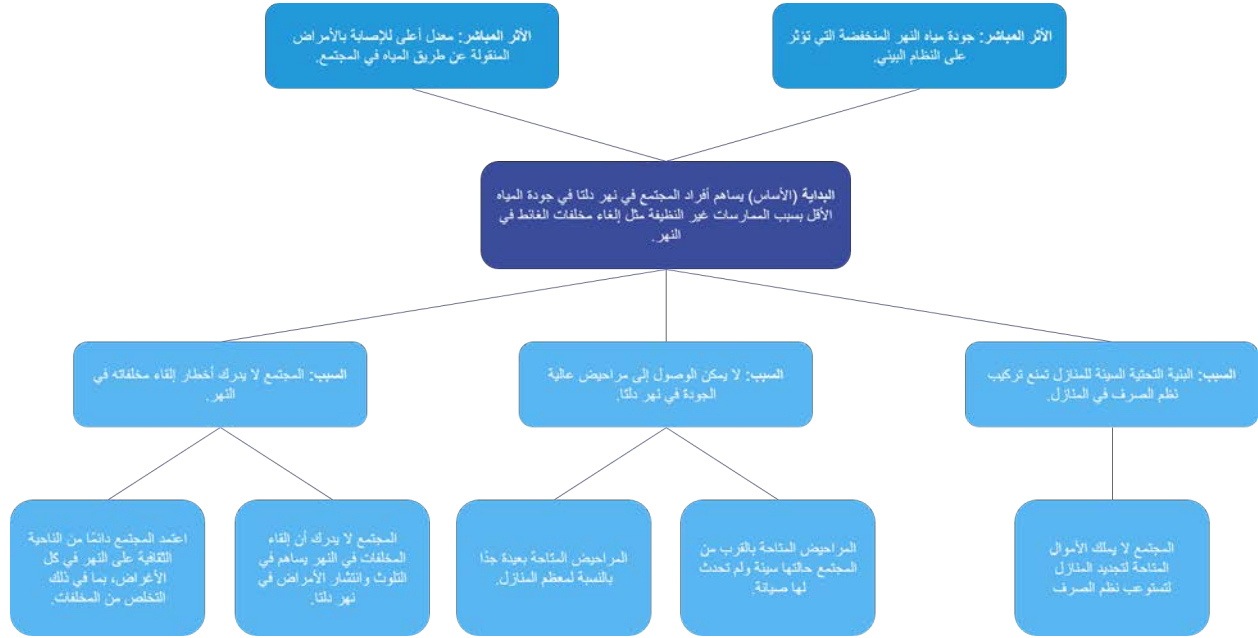 الأثر المباشر: جودة مياه النهر المنخفضة التي تؤثر
على النظام البيئي.
الأثر المباشر: معدل أعلى للإصابة بالأمراض
المنقولة عن طريق المياه في المجتمع.
البداية (الأساس) يساهم أفراد المجتمع في نهر دلتا في جودة المياه
الأقل بسبب الممارسات غير النظيفة مثل إلغاء مخلفات الغائط في
النهر.
السبب: البنية التحتية السيئة للمنازل تمنع تركيب
نظم الصرف في المنازل.
السبب: لا يمكن الوصول إلى مراحيض عالية
الجودة في نهر دلتا.
السبب: المجتمع لا يدرك أخطار إلقاء مخلفاته في
النهر.
المجتمع لا يملك الأموال
المتاحة لتجديد المنازل
لتستوعب نظم الصرف
المراحيض المتاحة بالقرب من
المجتمع حالتها سيئة ولم تحدث
لها صيانة.
المراحيض المتاحة بعيدة جدًا
بالنسبة لمعظم المنازل.
المجتمع لا يدرك أن إلقاء
المخلفات في النهر يساهم في
التلوث وانتشار الأمراض في
نهر دلتا.
اعتمد المجتمع دائمًا من الناحية
الثقافية على النهر في كل
الأغراض، بما في ذلك
التخلص من المخلفات.